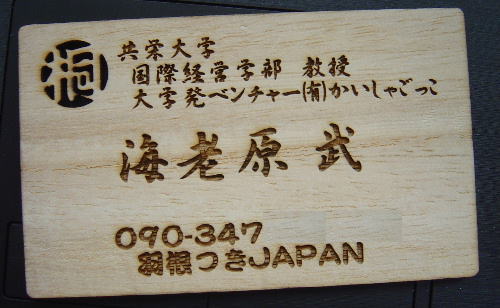 共栄大学
国際経営学部 教授
大学発ベンチャー(有)かいしゃごっこ
海老原 武
090-347
羽根つきJAPAN